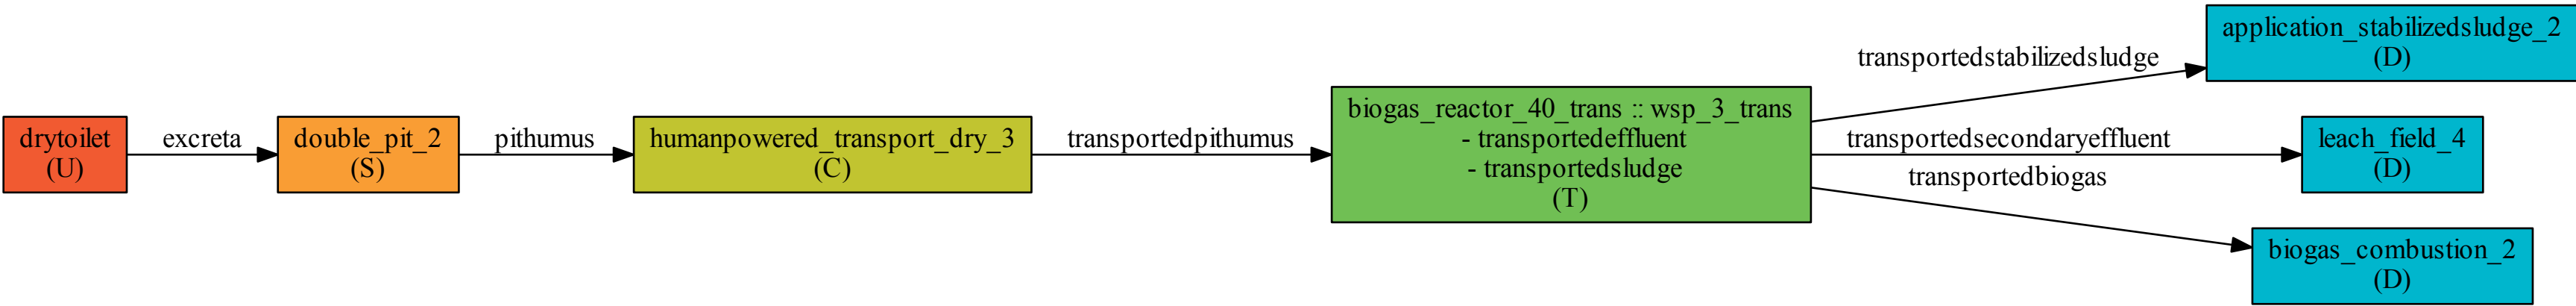 drytoilet
(U)
excreta
double_pit_2
(S)
pithumus
humanpowered_transport_dry_3
(C)
transportedpithumus
biogas_reactor_40_trans :: wsp_3_trans
- transportedeffluent
- transportedsludge
(T)
transportedstabilizedsludge
application_stabilizedsludge_2
(D)
transportedsecondaryeffluent
leach_field_4
(D)
transportedbiogas
biogas_combustion_2
(D)